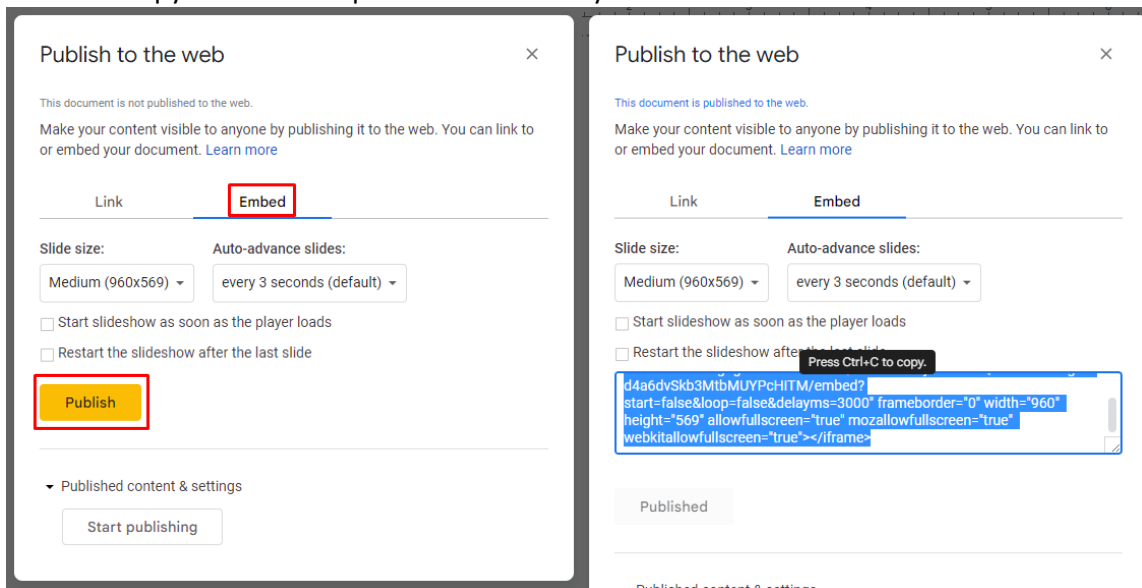 Publish to the web
This document is not published to the web.
Make your content visible to anyone by publishing it to the web. You can link to
or embed your document. Learn more
Link
Embed
Slide size:
Auto-advance slides:
Medium (960x569)
every 3 seconds (default)
Start slideshow as soon as the player loads
Restart the slideshow after the last slide
Publish
Published content & settings
Start publishing
Publish to the web
This document is published to the web.
Make your content visible to anyone by publishing it to the web. You can link to
or embed your document. Learn more
Link
Embed
Slide size:
Auto-advance slides:
Medium (960x569)
every 3 seconds (default)
Start slideshow as soon as the player loads
Restart the slideshow after the last slide
Press Ctrl+C to copy.
d4a6dvSkb3MtbMUYPcHITM/embed?
start=false&loop=false&delayms=3000" frameborder="0" width="960"
height="569" allowfullscreen="true" mozallowfullscreen="true"
webkitallowfullscreen="true"></iframe>
Published
Published content & settings